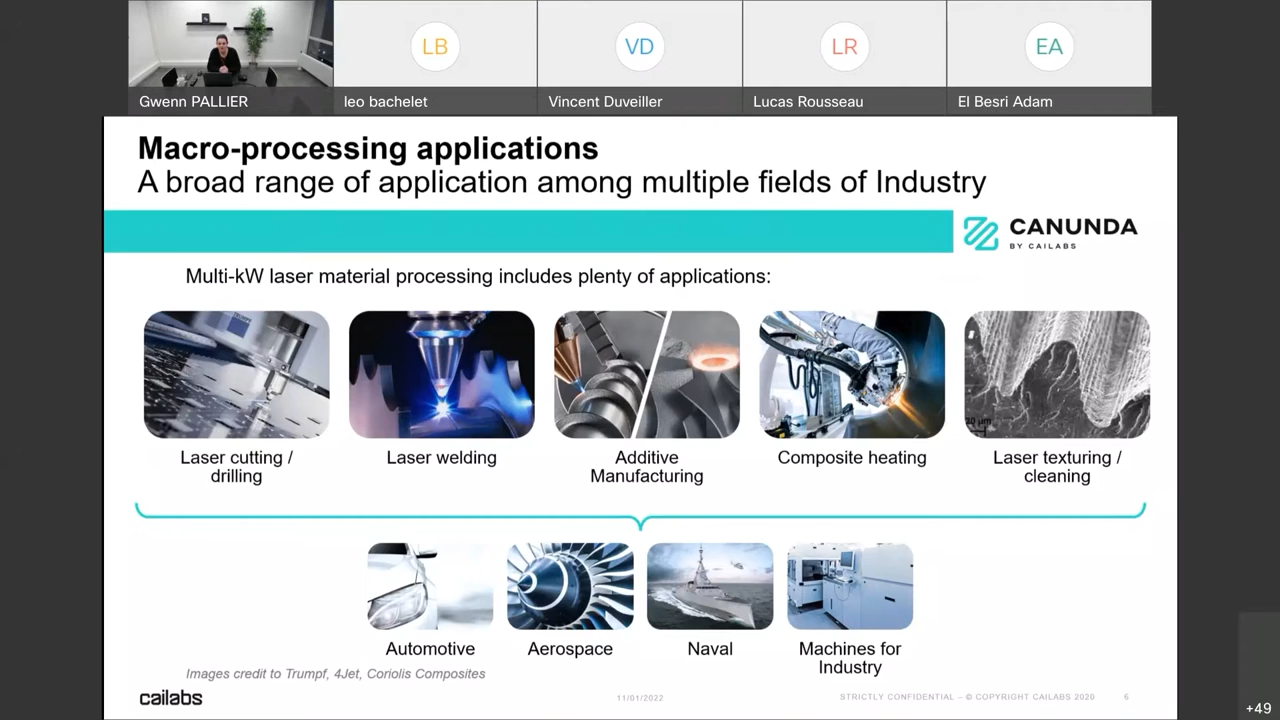 LB
VD
LR
EA
Gwenn PALLIER
leo bachelet
Vincent Duveiller
Lucas Rousseau
El Besri Adam
Macro-processing applications
A broad range of application among multiple fields of Industry
CANUNDA
BY CAILABS
Multi-kW laser material processing includes plenty of applications:
10 µm
Laser cutting /
drilling
Laser welding
Additive
Manufacturing
Composite heating
Laser texturing /
cleaning
Automotive
Aerospace
Naval
Machines for
Industry
Images credit to Trumpf, 4Jet, Coriolis Composites
cailabs
11/01/2022
STRICTLY CONFIDENTIAL – © COPYRIGHT CAILABS 2020
6
+49